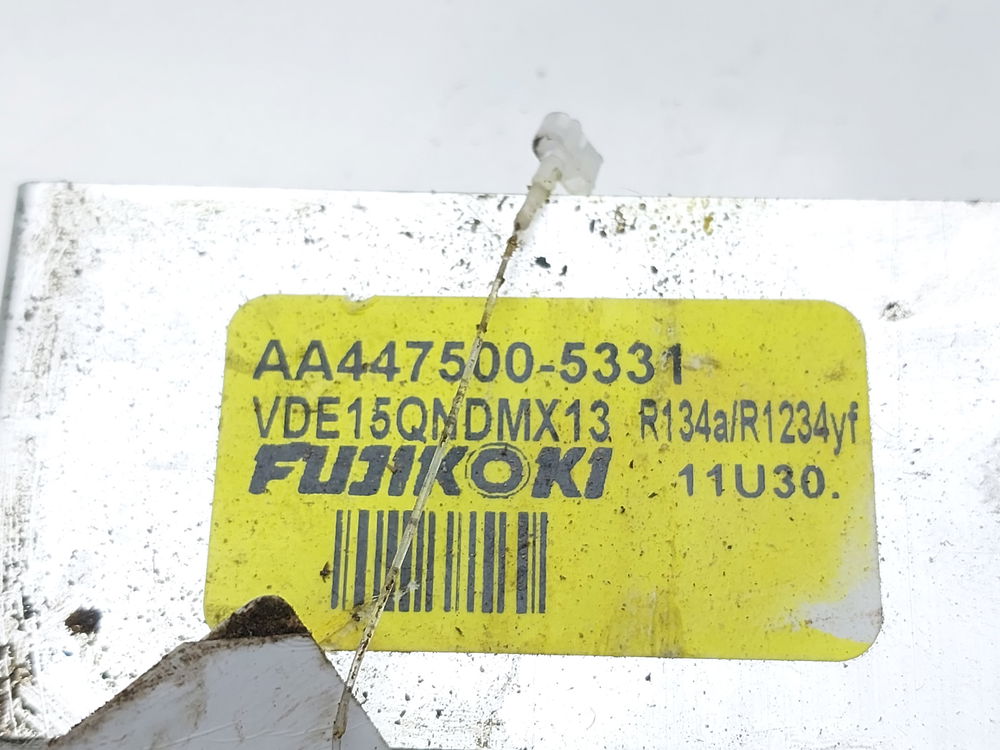 AA447500-5331
VDE15QNDMX13 R134a/R1234yf
FUJIKOKI 11U30.